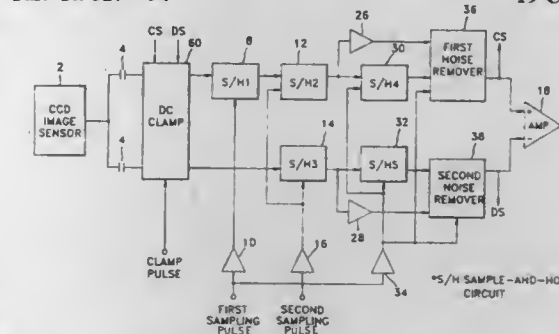 36
26
CS DS 60 8 12 30
FIRST
NOISE
REMOVER
CS
2
4
S/H1
S/H2
S/H4
18
CCD
IMAGE
SENSOR
DC
CLAMP
AMP
14
32
38
4
S/H3
S/H5
SECOND
NOISE
REMOVER
28
DS
10
16
34
CLAMP
PULSE
*S/H SAMPLE-AND-HO
CIRCUIT
FIRST
SAMPLING
PULSE
SECOND
SAMPLING
PULSE